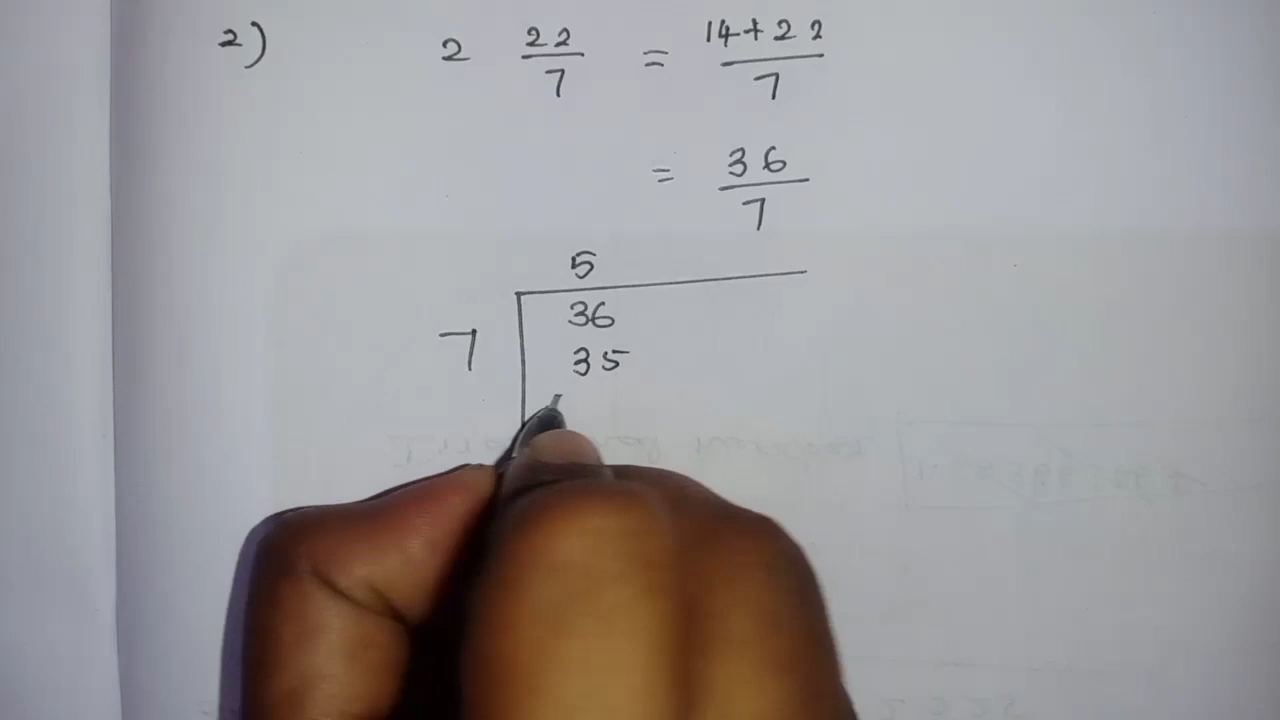 2) 2 22/7 = 14+22/7
= 36/7
5
7 36
35